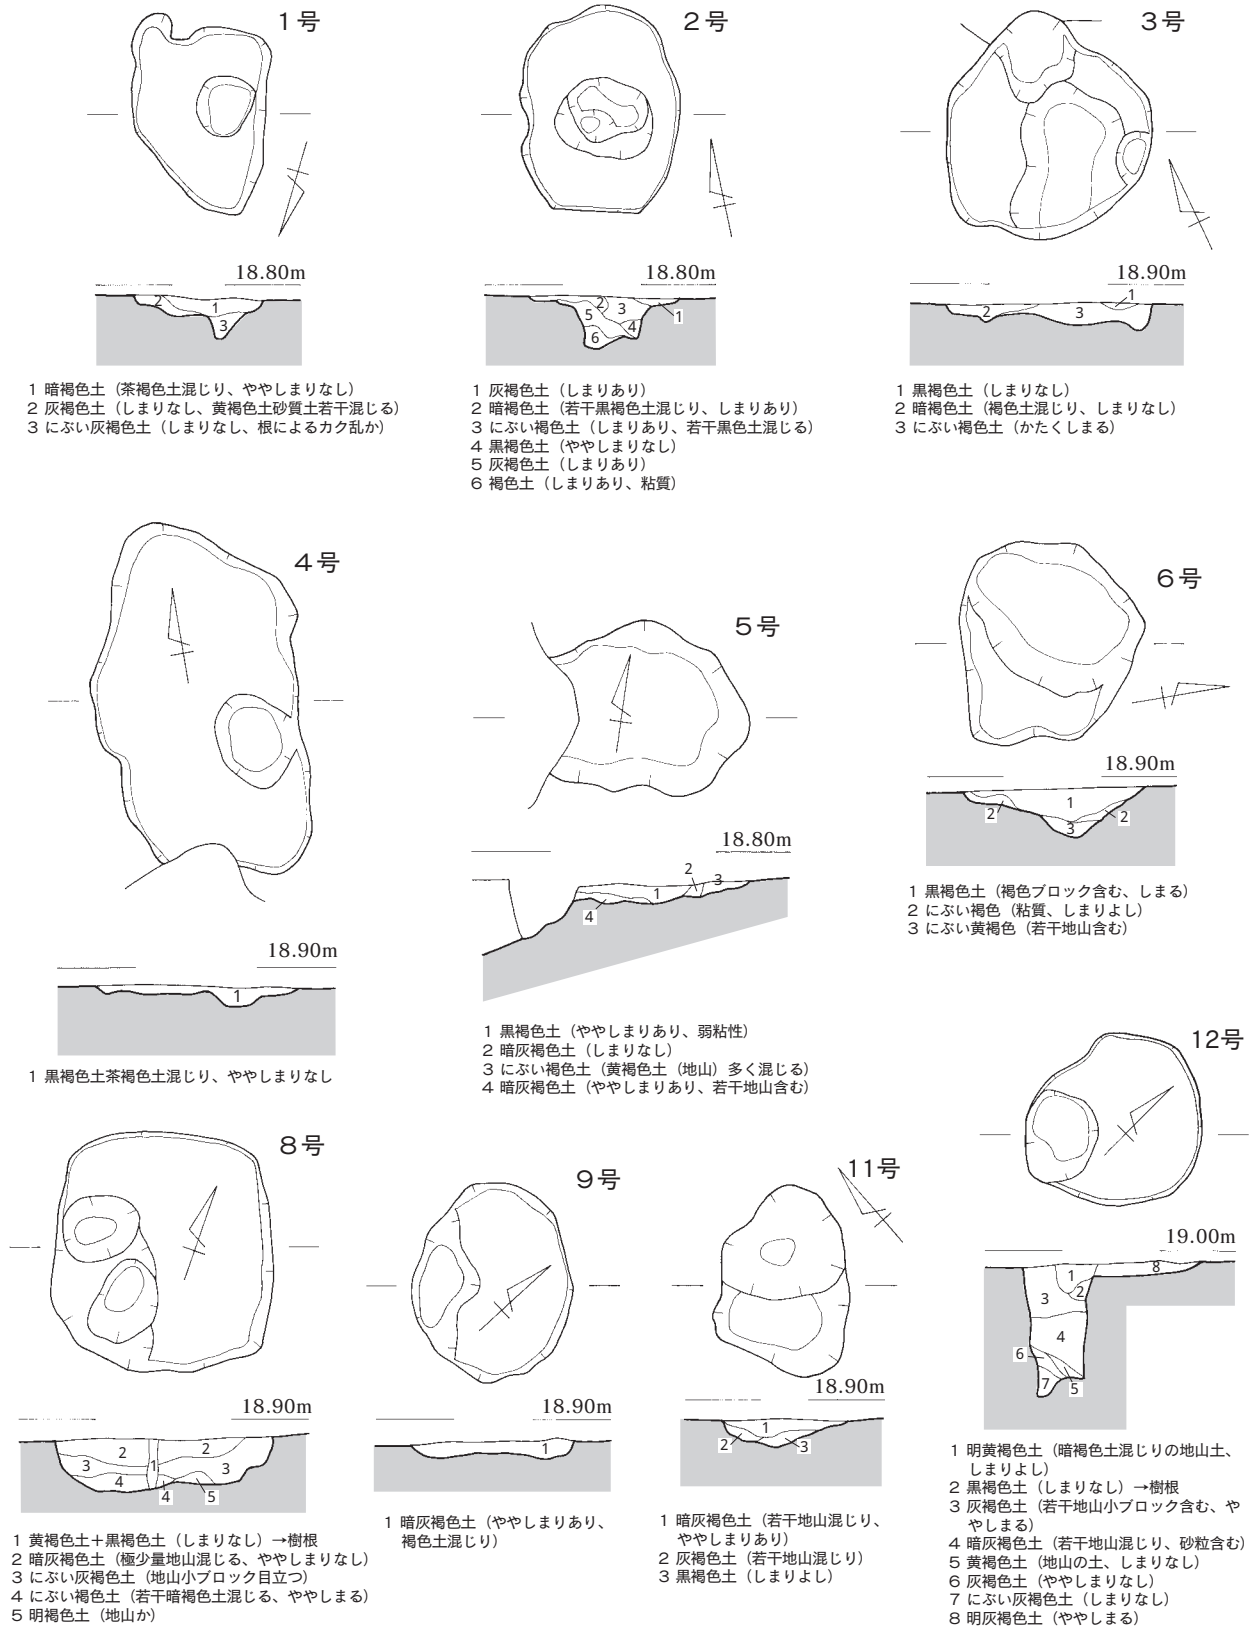 1号
18.80m
2
1
3
1 暗褐色土（茶褐色土混じり、ややしまりなし）
2 灰褐色土（しまりなし、黄褐色土砂質土若干混じる）
3 にぶい灰褐色土（しまりなし、根によるカク乱か）
2号
18.80m
2
3
5
1
4
6
1 灰褐色土（しまりあり）
2 暗褐色土（若干黒褐色土混じり、しまりあり）
3 にぶい褐色土（しまりあり、若干黒色土混じる）
4 黒褐色土（ややしまりなし）
5 灰褐色土（しまりあり）
6 褐色土（しまりあり、粘質）
3号
18.90m
1
2
3
1 黒褐色土（しまりなし）
2 暗褐色土（褐色土混じり、しまりなし）
3 にぶい褐色土（かたくしまる）
4号
18.90m
1
1 黒褐色土茶褐色土混じり、ややしまりなし
5号
18.80m
2
3
1
4
1 黒褐色土（ややしまりあり、弱粘性）
2 暗灰褐色土（しまりなし）
3 にぶい褐色土（黄褐色土（地山）多く混じる）
4 暗灰褐色土（ややしまりあり、若干地山含む）
6号
18.90m
1
2
2
3
1 黒褐色土（褐色ブロック含む、しまる）
2 にぶい褐色（粘質、しまりよし）
3 にぶい黄褐色（若干地山含む）
8号
18.90m
2
2
3
1
3
4
4
5
1 黄褐色土＋黒褐色土（しまりなし）→樹根
2 暗灰褐色土（極少量地山混じる、ややしまりなし）
3 にぶい灰褐色土（地山小ブロック目立つ）
4 にぶい褐色土（若干暗褐色土混じる、ややしまる）
5 明褐色土（地山か）
9号
18.90m
1
1 暗灰褐色土（ややしまりあり、
褐色土混じり）
11号
18.90m
1
2
3
1 暗灰褐色土（若干地山混じり、
ややしまりあり）
2 灰褐色土（若干地山混じり）
3 黒褐色土（しまりよし）
12号
19.00m
8
1
2
3
4
6
7
5
1 明黄褐色土（暗褐色土混じりの地山土、
しまりよし）
2 黒褐色土（しまりなし）→樹根
3 灰褐色土（若干地山小ブロック含む、や
やしまる）
4 暗灰褐色土（若干地山混じり、砂粒含む）
5 黄褐色土（地山の土、しまりなし）
6 灰褐色土（ややしまりなし）
7 にぶい灰褐色土（しまりなし）
8 明灰褐色土（ややしまる）